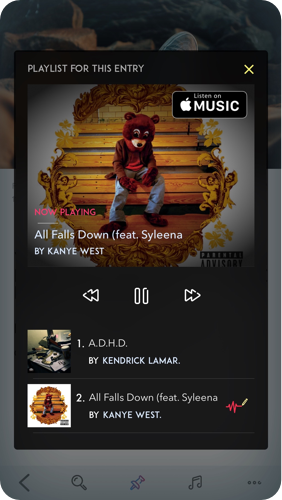 PLAYLIST FOR THIS ENTRY
Listen on
MUSIC
NOW PLAYING
All Falls Down (feat. Syleena
BY KANYE WEST
PARENTAL
ADVISORY
1. A.D.H.D.
BY KENDRICK LAMAR.
2. All Falls Down (feat. Syleena
BY KANYE WEST.